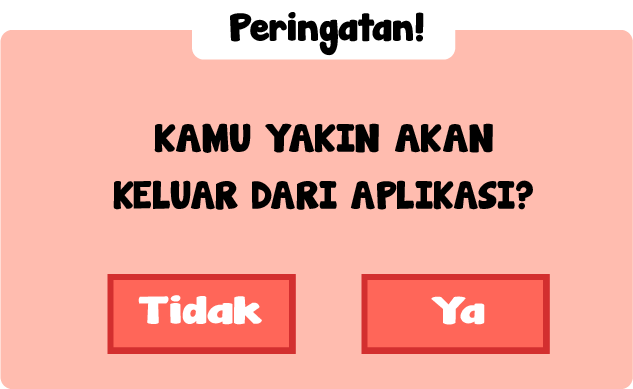 Peringatan!
KAMU YAKIN AKAN
KELUAR DARI APLIKASI?
Tidak
Ya